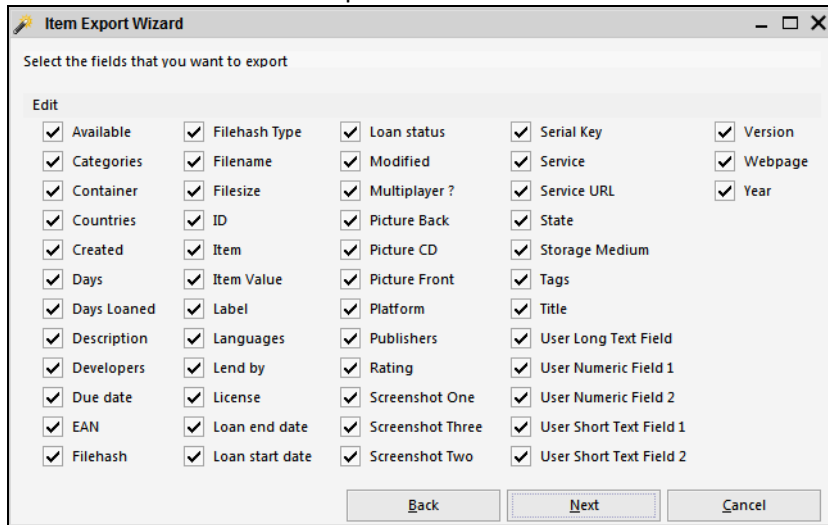 Item Export Wizard
Select the fields that you want to export
Edit
Available
Categories
Container
Countries
Created
Days
Days Loaned
Description
Developers
Due date
EAN
Filehash
Filehash Type
Filename
Filesize
ID
Item
Item Value
Label
Languages
Lend by
License
Loan end date
Loan start date
Loan status
Modified
Multiplayer ?
Picture Back
Picture CD
Picture Front
Platform
Publishers
Rating
Screenshot One
Screenshot Three
Screenshot Two
Serial Key
Service
Service URL
State
Storage Medium
Tags
Title
User Long Text Field
User Numeric Field 1
User Numeric Field 2
User Short Text Field 1
User Short Text Field 2
Version
Webpage
Year
Back
Next
Cancel